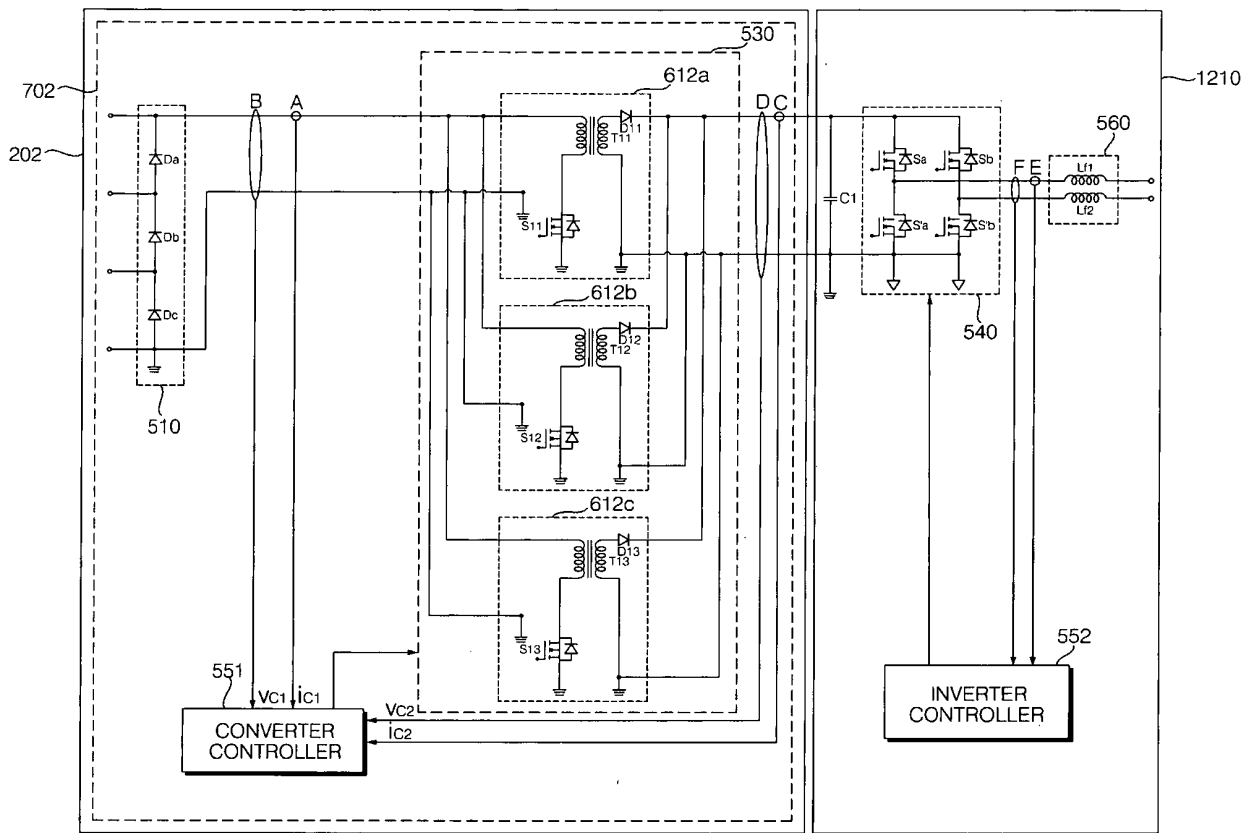 530
702
202
B
A
612a
D
C
1210
D11
T11
S11
Da
Db
Dc
510
C1
Sa
Sb
S'a
S'b
F
E
560
Lf1
Lf2
540
612b
D12
T12
S12
612c
D13
T13
S13
551
VC1
iC1
CONVERTER
CONTROLLER
VC2
iC2
552
INVERTER
CONTROLLER